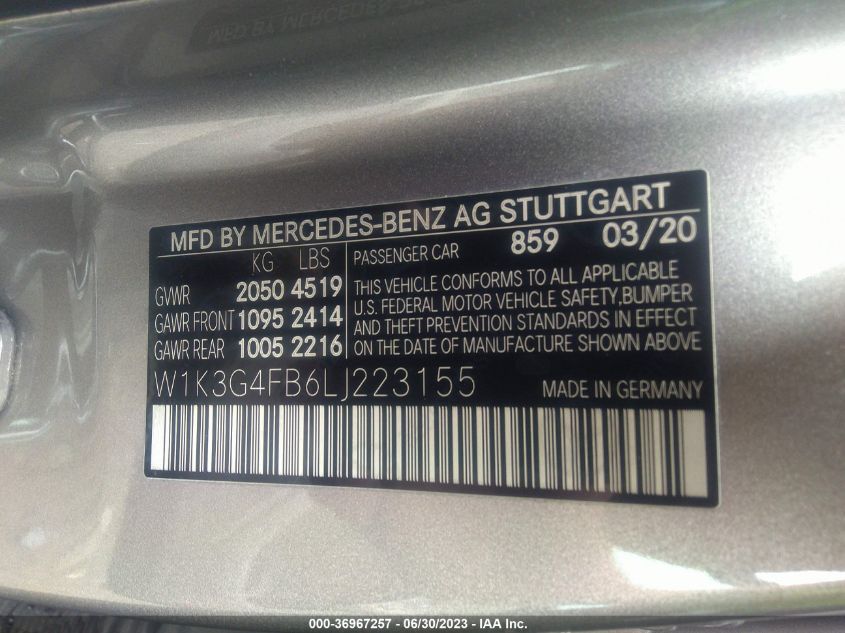 MFD BY MERCEDES-BENZ AG STUTTGART
KG LBS
GVWR 2050 4519
GAWR FRONT 1095 2414
GAWR REAR 1005 2216
PASSENGER CAR 859 03/20
THIS VEHICLE CONFORMS TO ALL APPLICABLE
U.S. FEDERAL MOTOR VEHICLE SAFETY,BUMPER
AND THEFT PREVENTION STANDARDS IN EFFECT
ON THE DATE OF MANUFACTURE SHOWN ABOVE
W1K3G4FB6LJ223155 MADE IN GERMANY
000-36967257 - 06/30/2023 - IAA Inc.